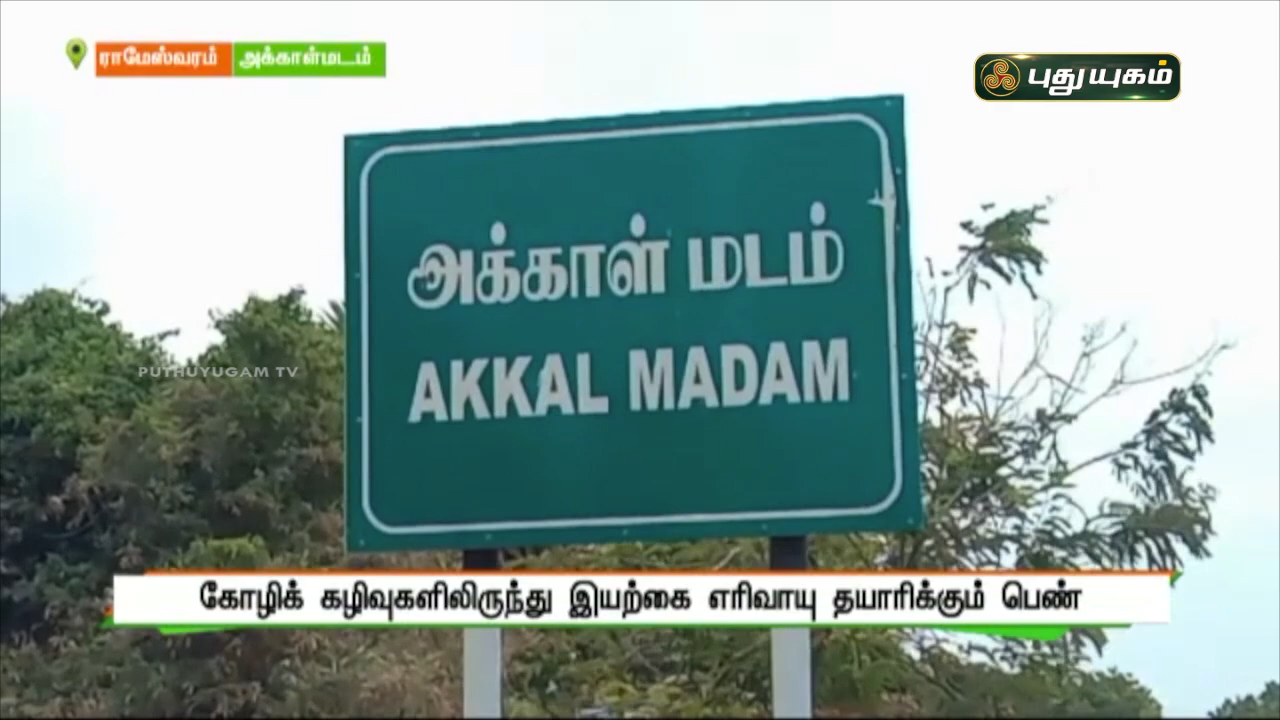 ராமேஸ்வரம் அக்காள்மடம்
புதுயுகம்
அக்காள் மடம்
AKKAL MADAM
PUTHUYUGAM TV
கோழிக் கழிவுகளிலிருந்து இயற்கை எரிவாயு தயாரிக்கும் பெண்